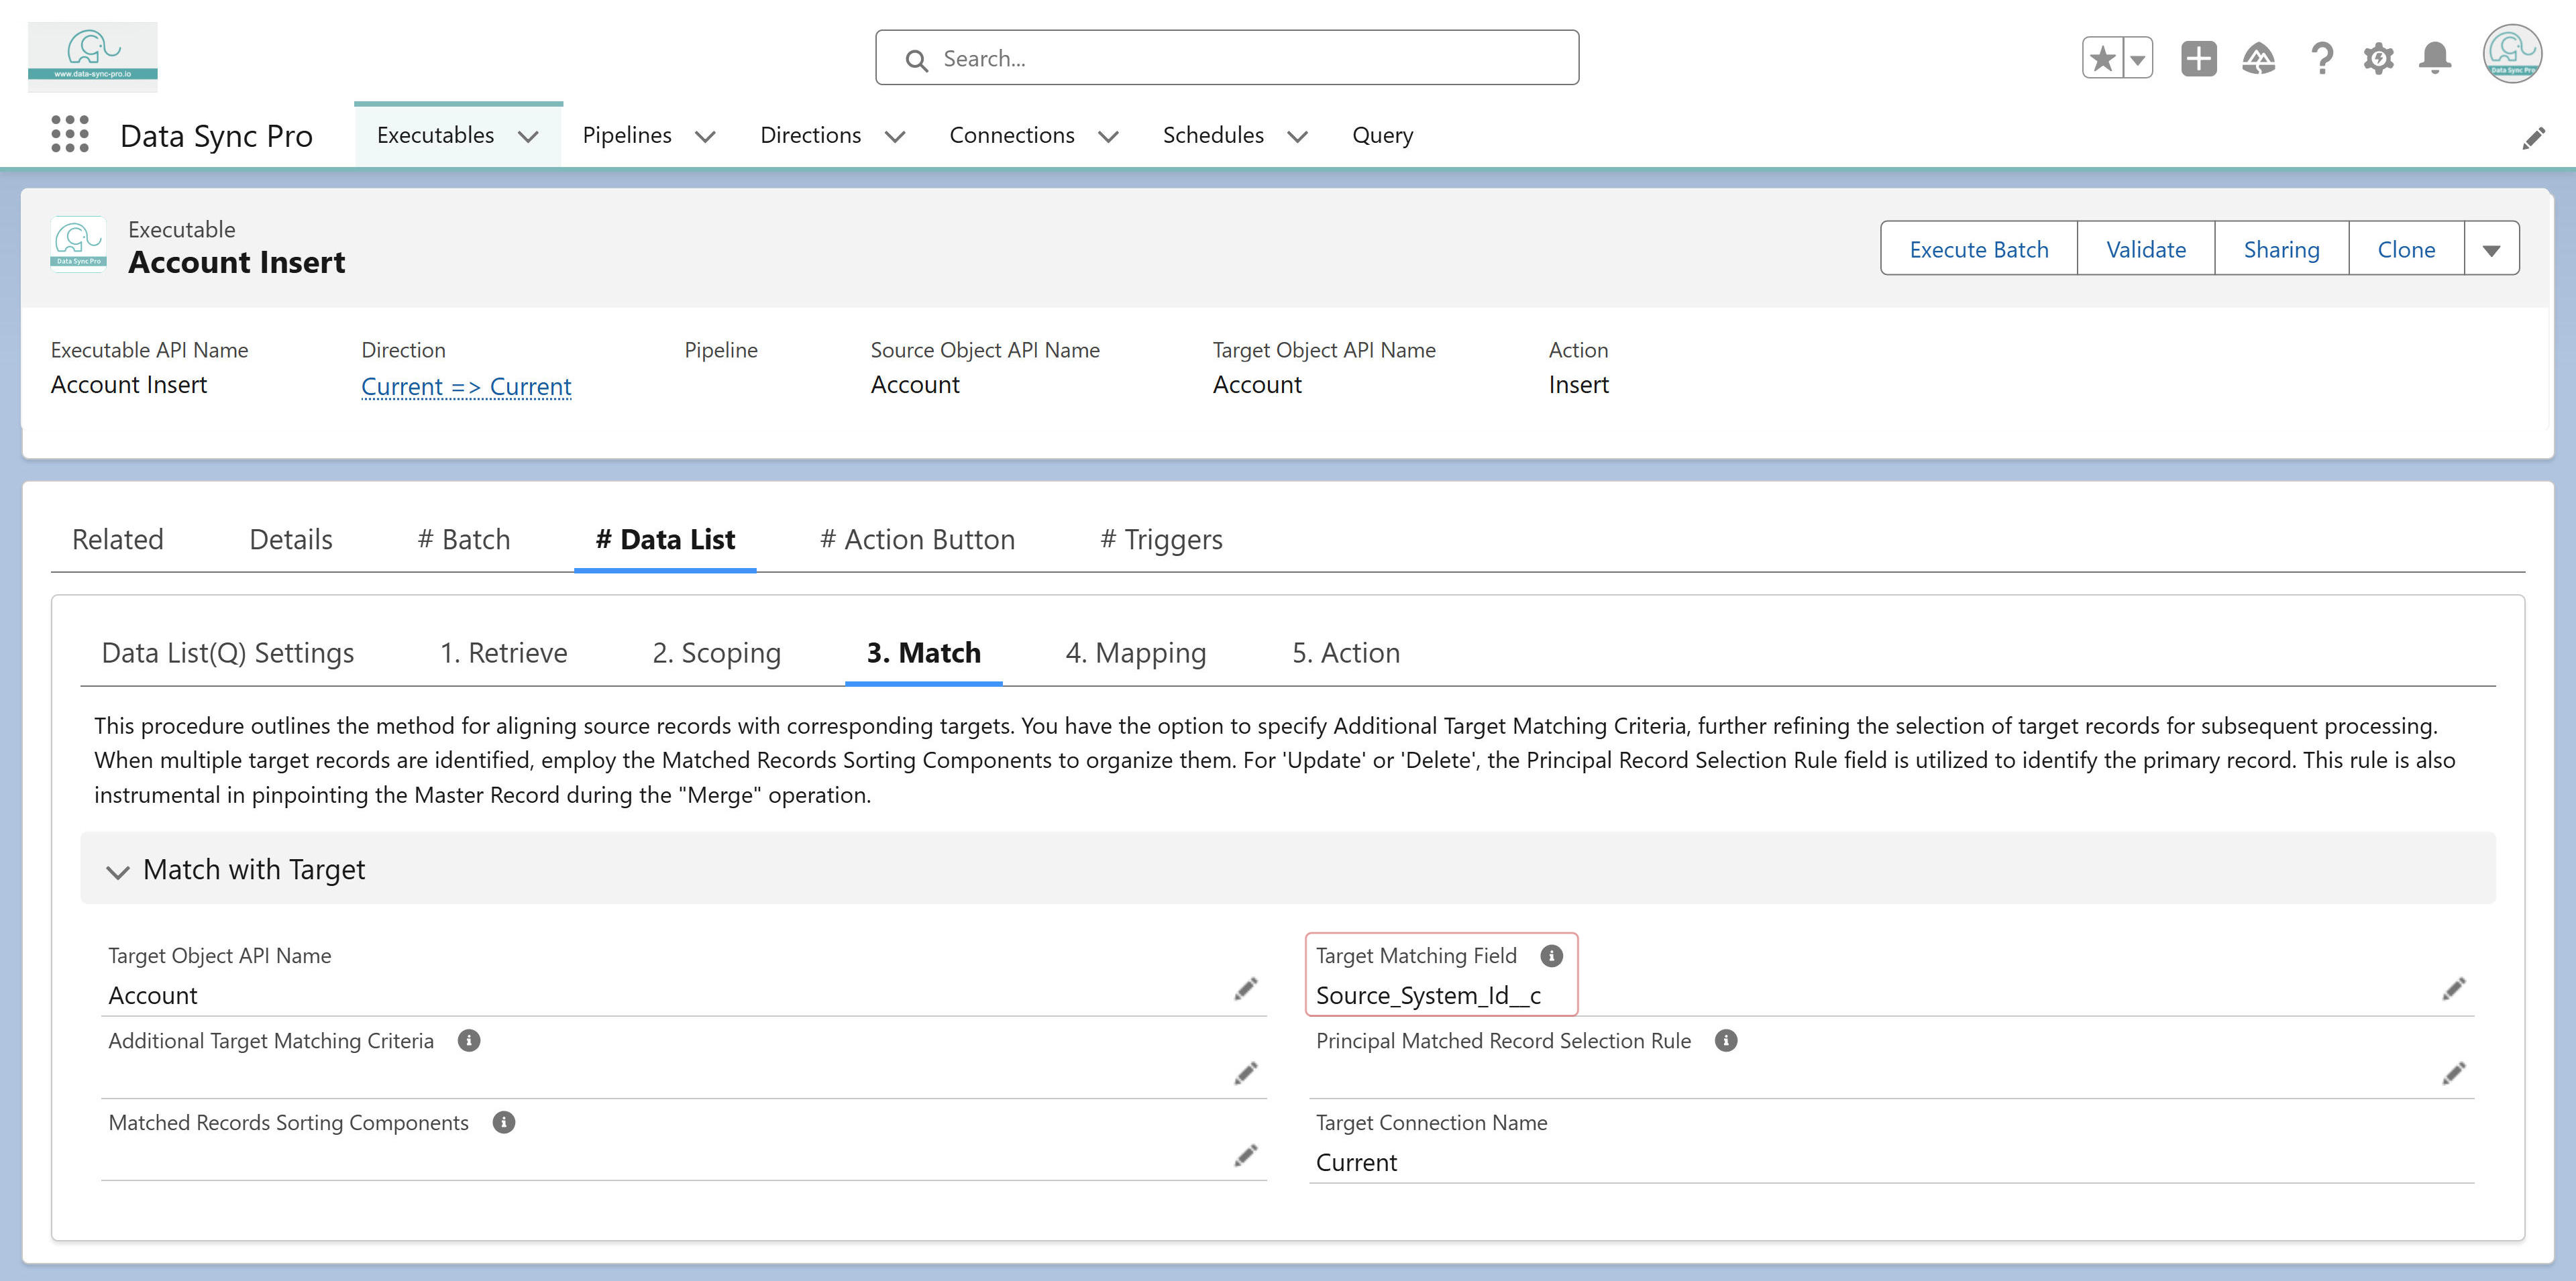 www.data-sync-pro.io
Search...
Data Sync Pro
Data Sync Pro
Executables
Pipelines
Directions
Connections
Schedules
Query
Data Sync Pro
Executable
Account Insert
Execute Batch
Validate
Sharing
Clone
Executable API Name
Direction
Pipeline
Source Object API Name
Target Object API Name
Action
Account Insert
Current => Current
Account
Account
Insert
Related
Details
# Batch
# Data List
# Action Button
# Triggers
Data List(Q) Settings
1. Retrieve
2. Scoping
3. Match
4. Mapping
5. Action
This procedure outlines the method for aligning source records with corresponding targets. You have the option to specify Additional Target Matching Criteria, further refining the selection of target records for subsequent processing.
When multiple target records are identified, employ the Matched Records Sorting Components to organize them. For 'Update' or 'Delete', the Principal Record Selection Rule field is utilized to identify the primary record. This rule is also
instrumental in pinpointing the Master Record during the "Merge" operation.
Match with Target
Target Object API Name
Account
Target Matching Field
Source_System_Id__c
Additional Target Matching Criteria
Principal Matched Record Selection Rule
Matched Records Sorting Components
Target Connection Name
Current